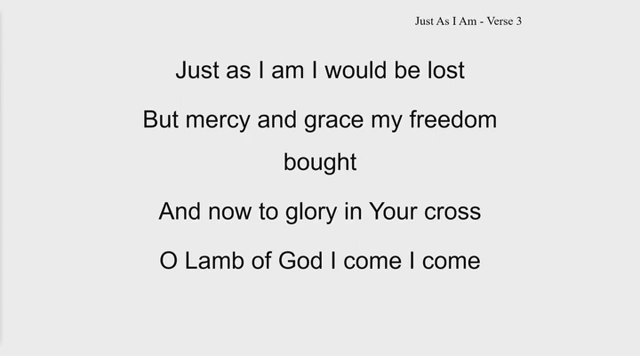 Just As I Am - Verse 3
Just as I am I would be lost
But mercy and grace my freedom
bought
And now to glory in Your cross
O Lamb of God I come I come